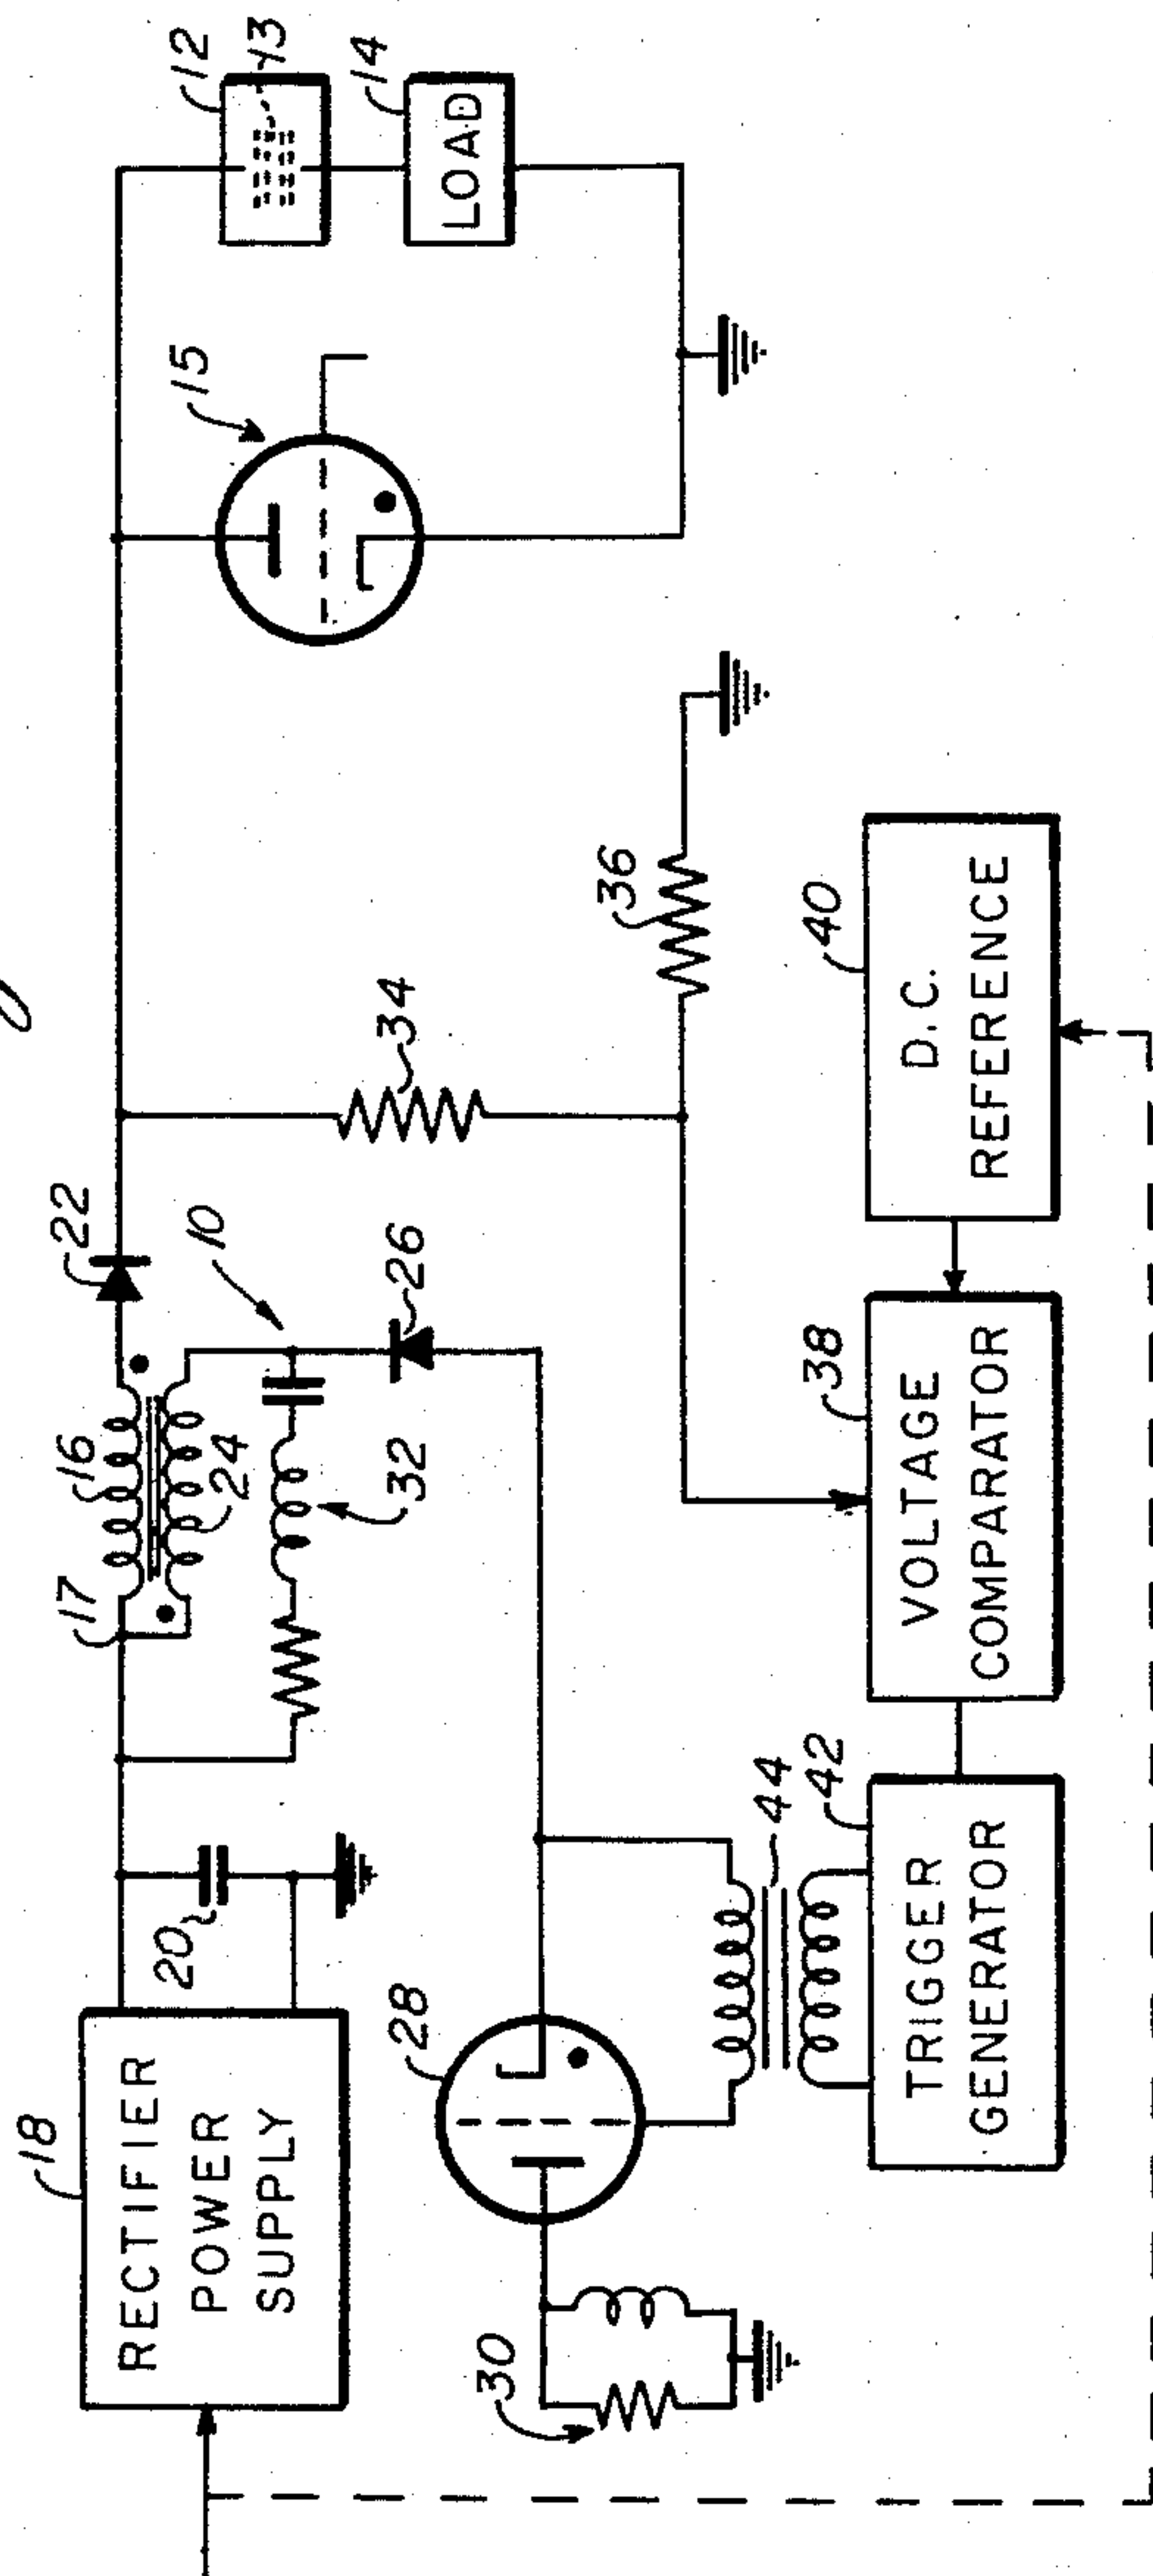 18
RECTIFIER
POWER
SUPPLY
20
17
16
24
22
10
32
26
34
36
15
12
13
14
LOAD
28
30
44
42
TRIGGER
GENERATOR
38
VOLTAGE
COMPARATOR
40
D.C.
REFERENCE